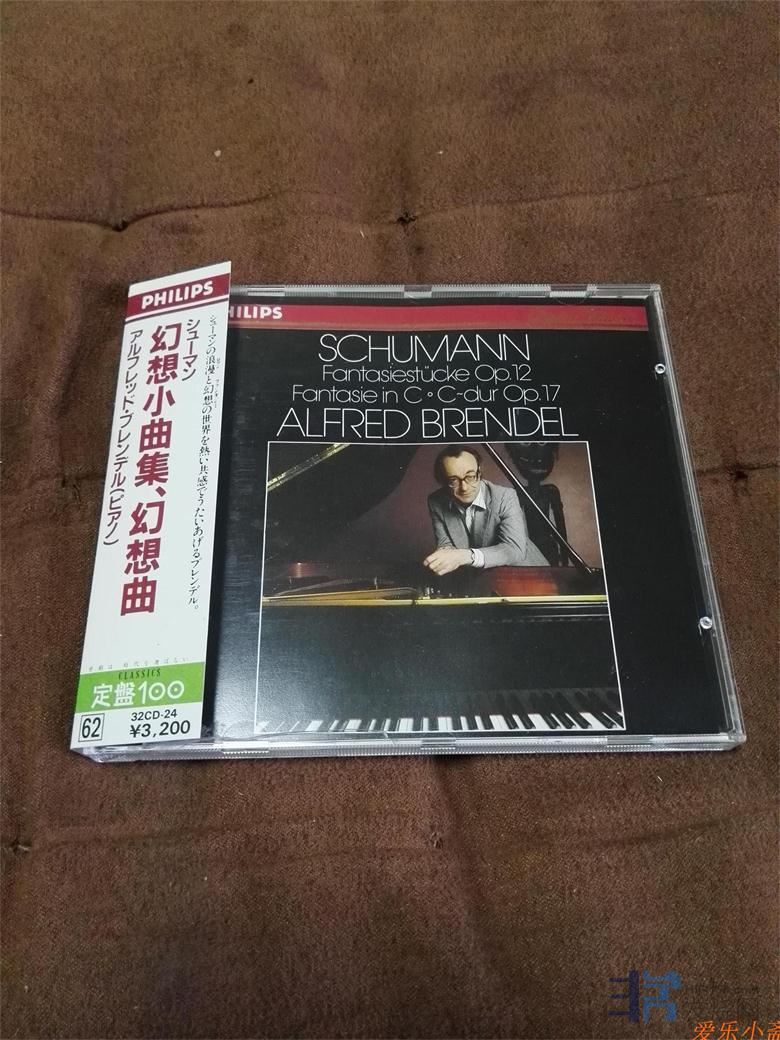 PHILIPS
シューマンの浪漫と幻想の世界を熱い共感でうたいあげるブレンデル。
シューマン
幻想小曲集、幻想曲
アルフレッド・ブレンデル(ピアノ)
CLASSICS
定盤100
62
32CD-24
¥3,200
HILIPS
SCHUMANN
Fantasiestücke Op.12
Fantasie in C • C-dur Op.17
ALFRED BRENDEL
爱乐小斋